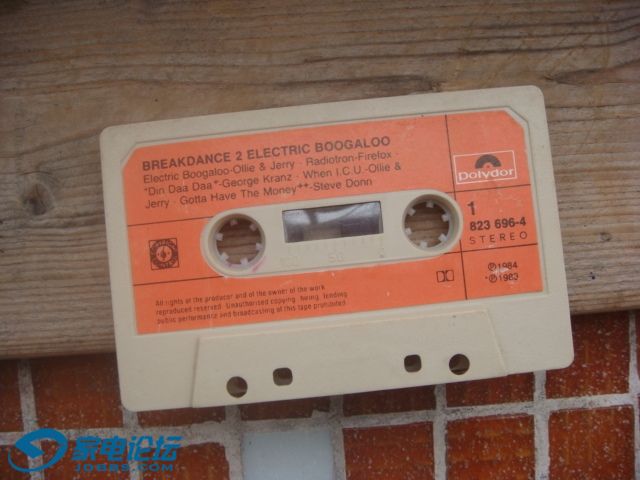 BREAKDANCE 2 ELECTRIC BOOGALOO
Electric Boogaloo-Ollie & Jerry · Radiotron-Firefox ·
"Din Daa Daa"+-George Kranz · When I.C.U.-Ollie &
Jerry · Gotta Have The Money++-Steve Donn
polydor
1
823 696-4
STEREO
50
℗1984
+℗1983
All rights of the producer and of the owner of the work
reproduced reserved. Unauthorised copying, hiring, lending
public performance and broadcasting of this tape prohibited
家电论坛
JDBBS.COM